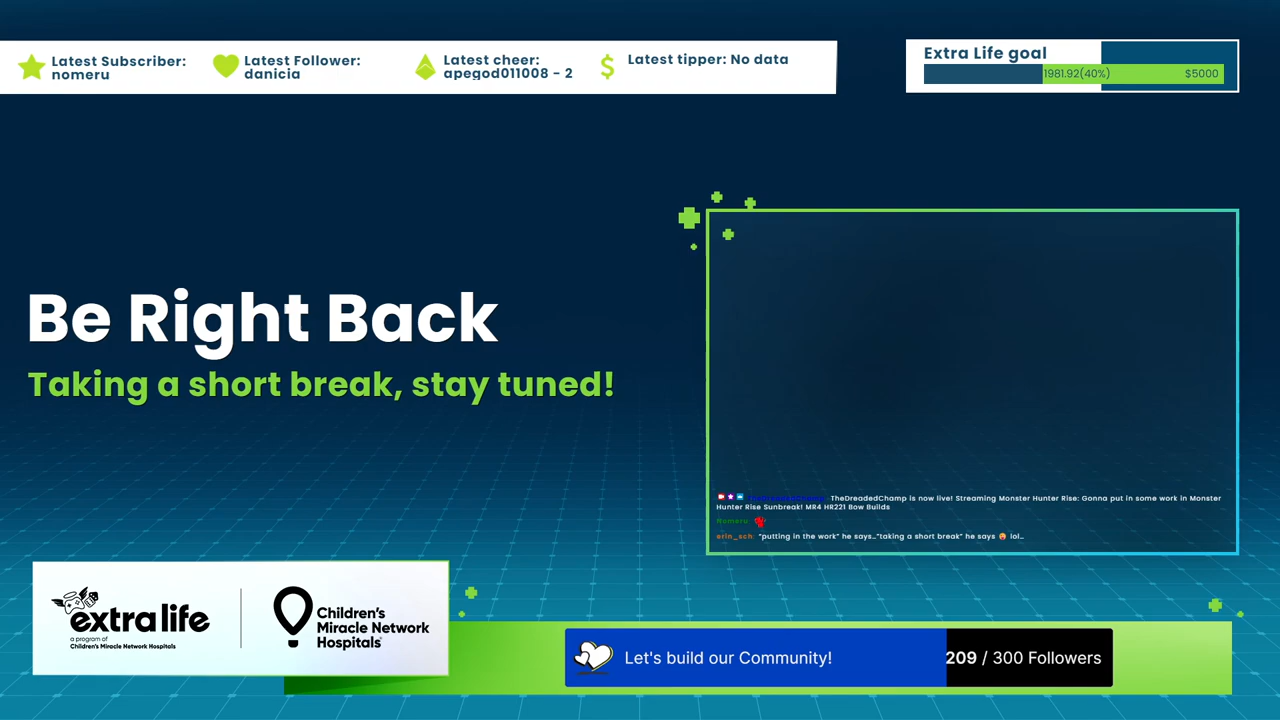 Latest Subscriber:
nomeru
Latest Follower:
danicia
Latest cheer:
apegod011008 - 2
Latest tipper: No data
Extra Life goal
1981.92(40%) $5000
Be Right Back
Taking a short break, stay tuned!
TheDreadedChamp: TheDreadedChamp is now live! Streaming Monster Hunter Rise: Gonna put in some work in Monster
Hunter Rise Sunbreak! MR4 HR221 Bow Builds
Nomeru:
erin_sch: "putting in the work" he says..."taking a short break" he says 😍 lol...
extra life
a program of
Children's Miracle Network Hospitals
Children's
Miracle Network
Hospitals
Let's build our Community!
209 / 300 Followers